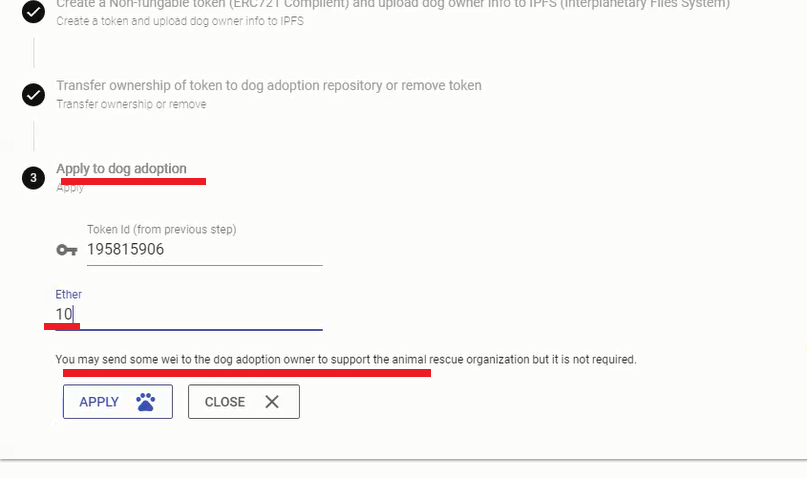 Create a Non-fungable token (ERC721 Complient) and upload dog owner info to IPFS (Interplanetary Files System)
Create a token and upload dog owner info to IPFS
Transfer ownership of token to dog adoption repository or remove token
Transfer ownership or remove
3
Apply to dog adoption
Apply
Token Id (from previous step)
195815906
Ether
10
You may send some wei to the dog adoption owner to support the animal rescue organization but it is not required.
APPLY
CLOSE